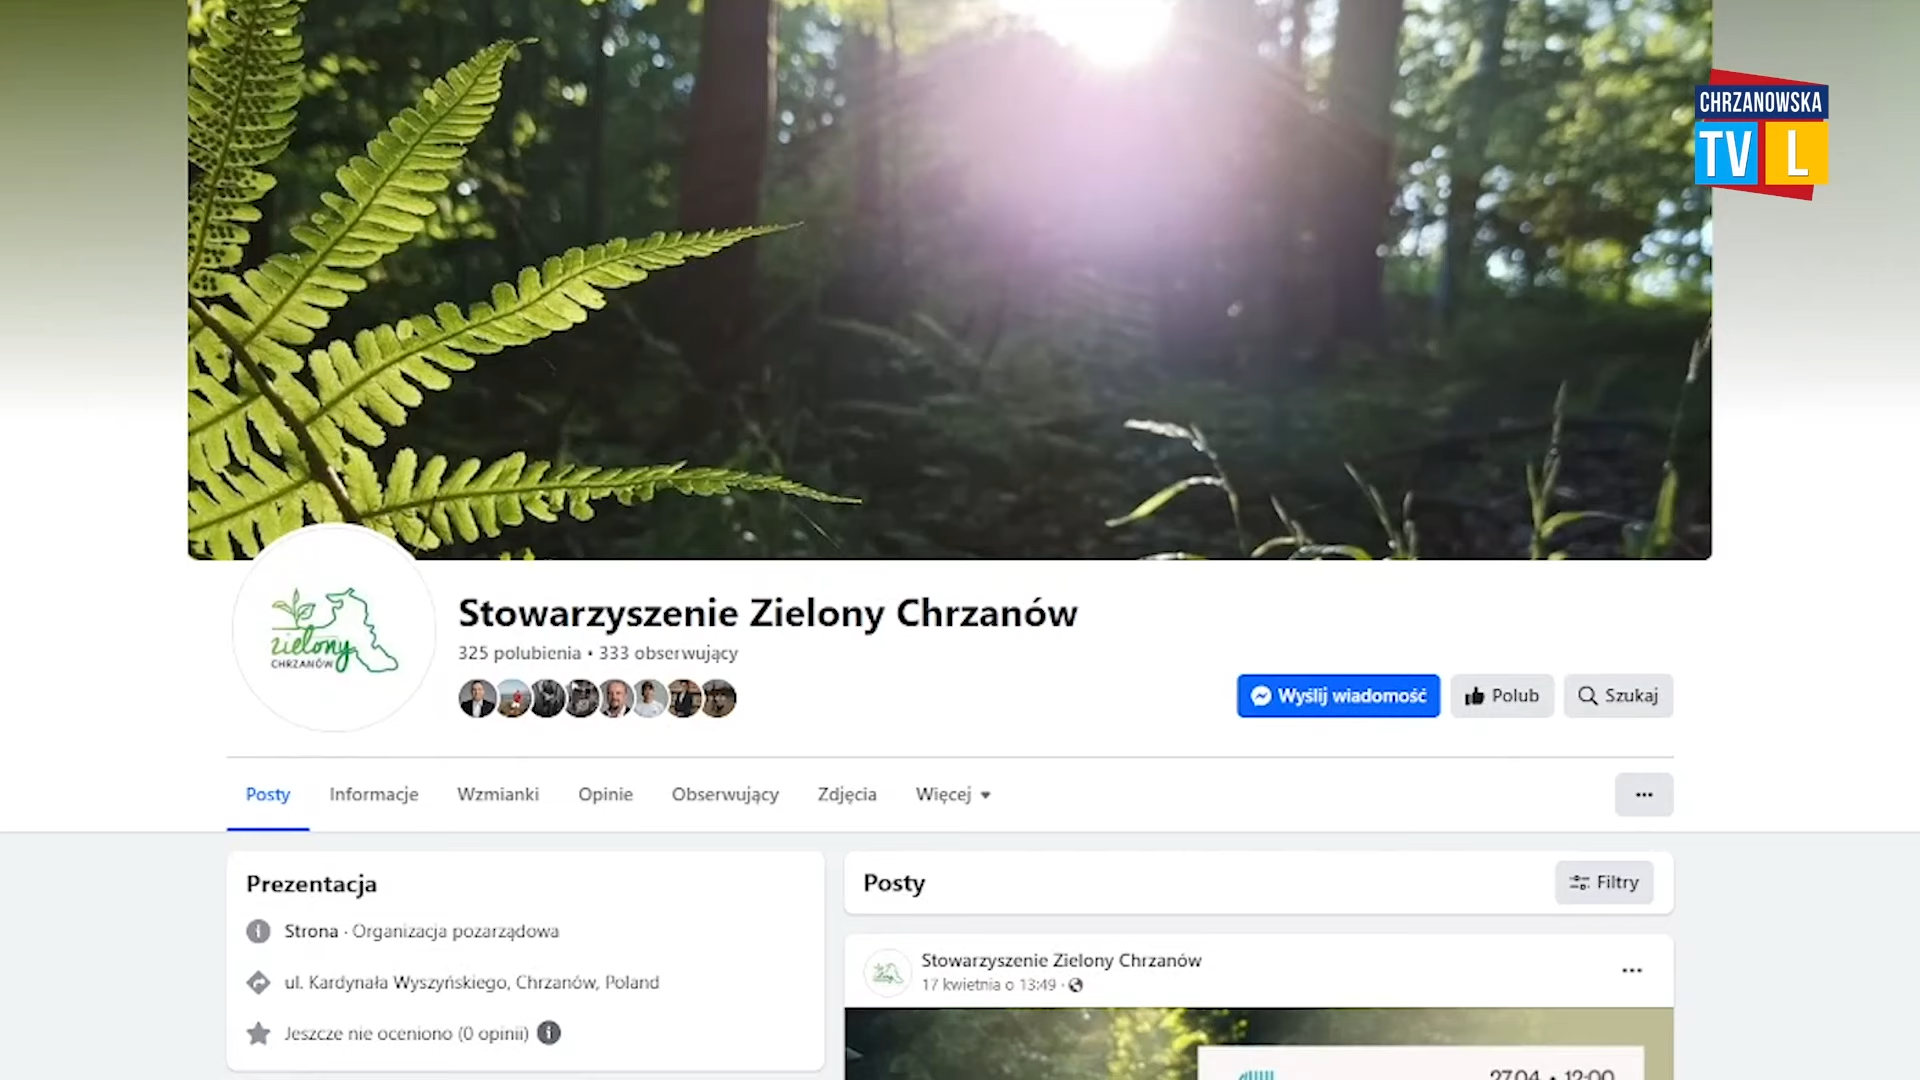 CHRZANOWSKA
TV L
zielony
CHRZANÓW
Stowarzyszenie Zielony Chrzanów
325 polubienia • 333 obserwujący
Wyślij wiadomość
Polub
Szukaj
Posty
Informacje
Wzmianki
Opinie
Obserwujący
Zdjęcia
Więcej
Prezentacja
Strona · Organizacja pozarządowa
ul. Kardynała Wyszyńskiego, Chrzanów, Poland
Jeszcze nie oceniono (0 opinii)
Posty
Filtry
Stowarzyszenie Zielony Chrzanów
17 kwietnia o 13:49 ·
27.04 • 12:00